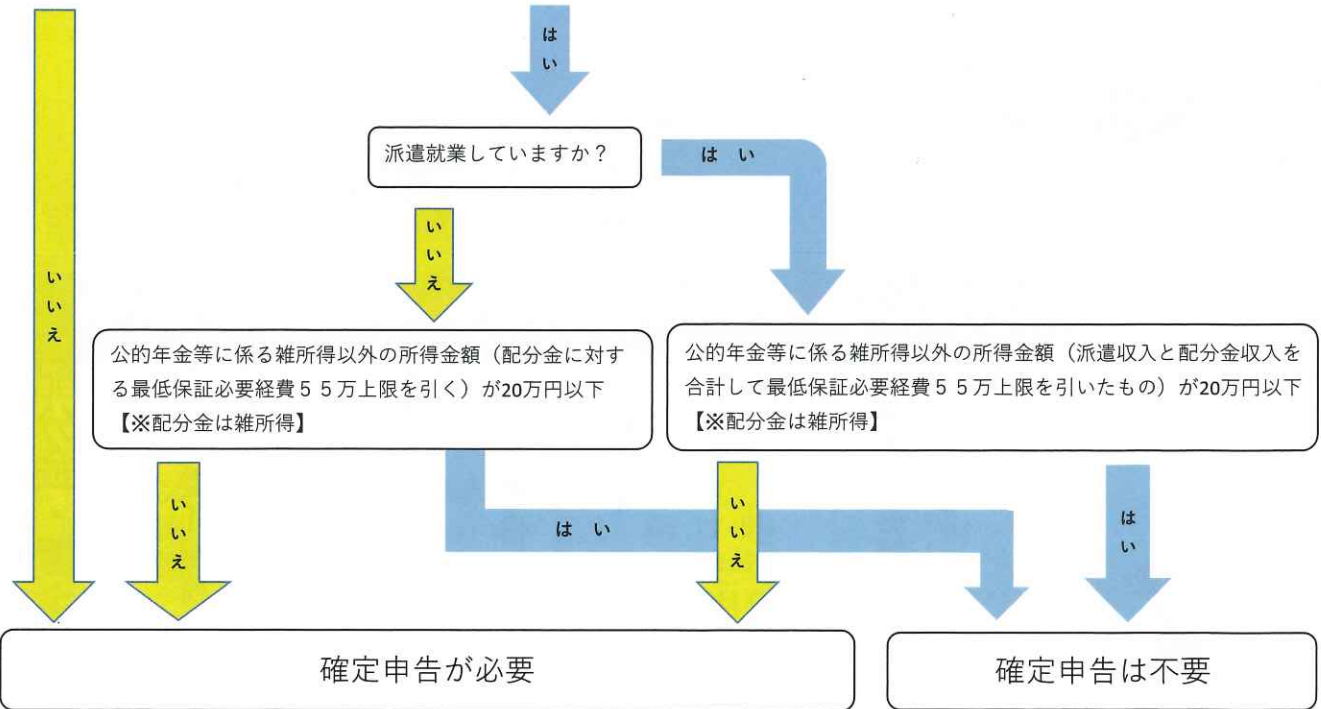 はい
派遣就業していますか？
はい
いいえ
いいえ
公的年金等に係る雑所得以外の所得金額（配分金に対す
る最低保証必要経費５５万上限を引く）が20万円以下
【※配分金は雑所得】
公的年金等に係る雑所得以外の所得金額（派遣収入と配分金収入を
合計して最低保証必要経費５５万上限を引いたもの）が20万円以下
【※配分金は雑所得】
いいえ
はい
いいえ
はい
確定申告が必要
確定申告は不要